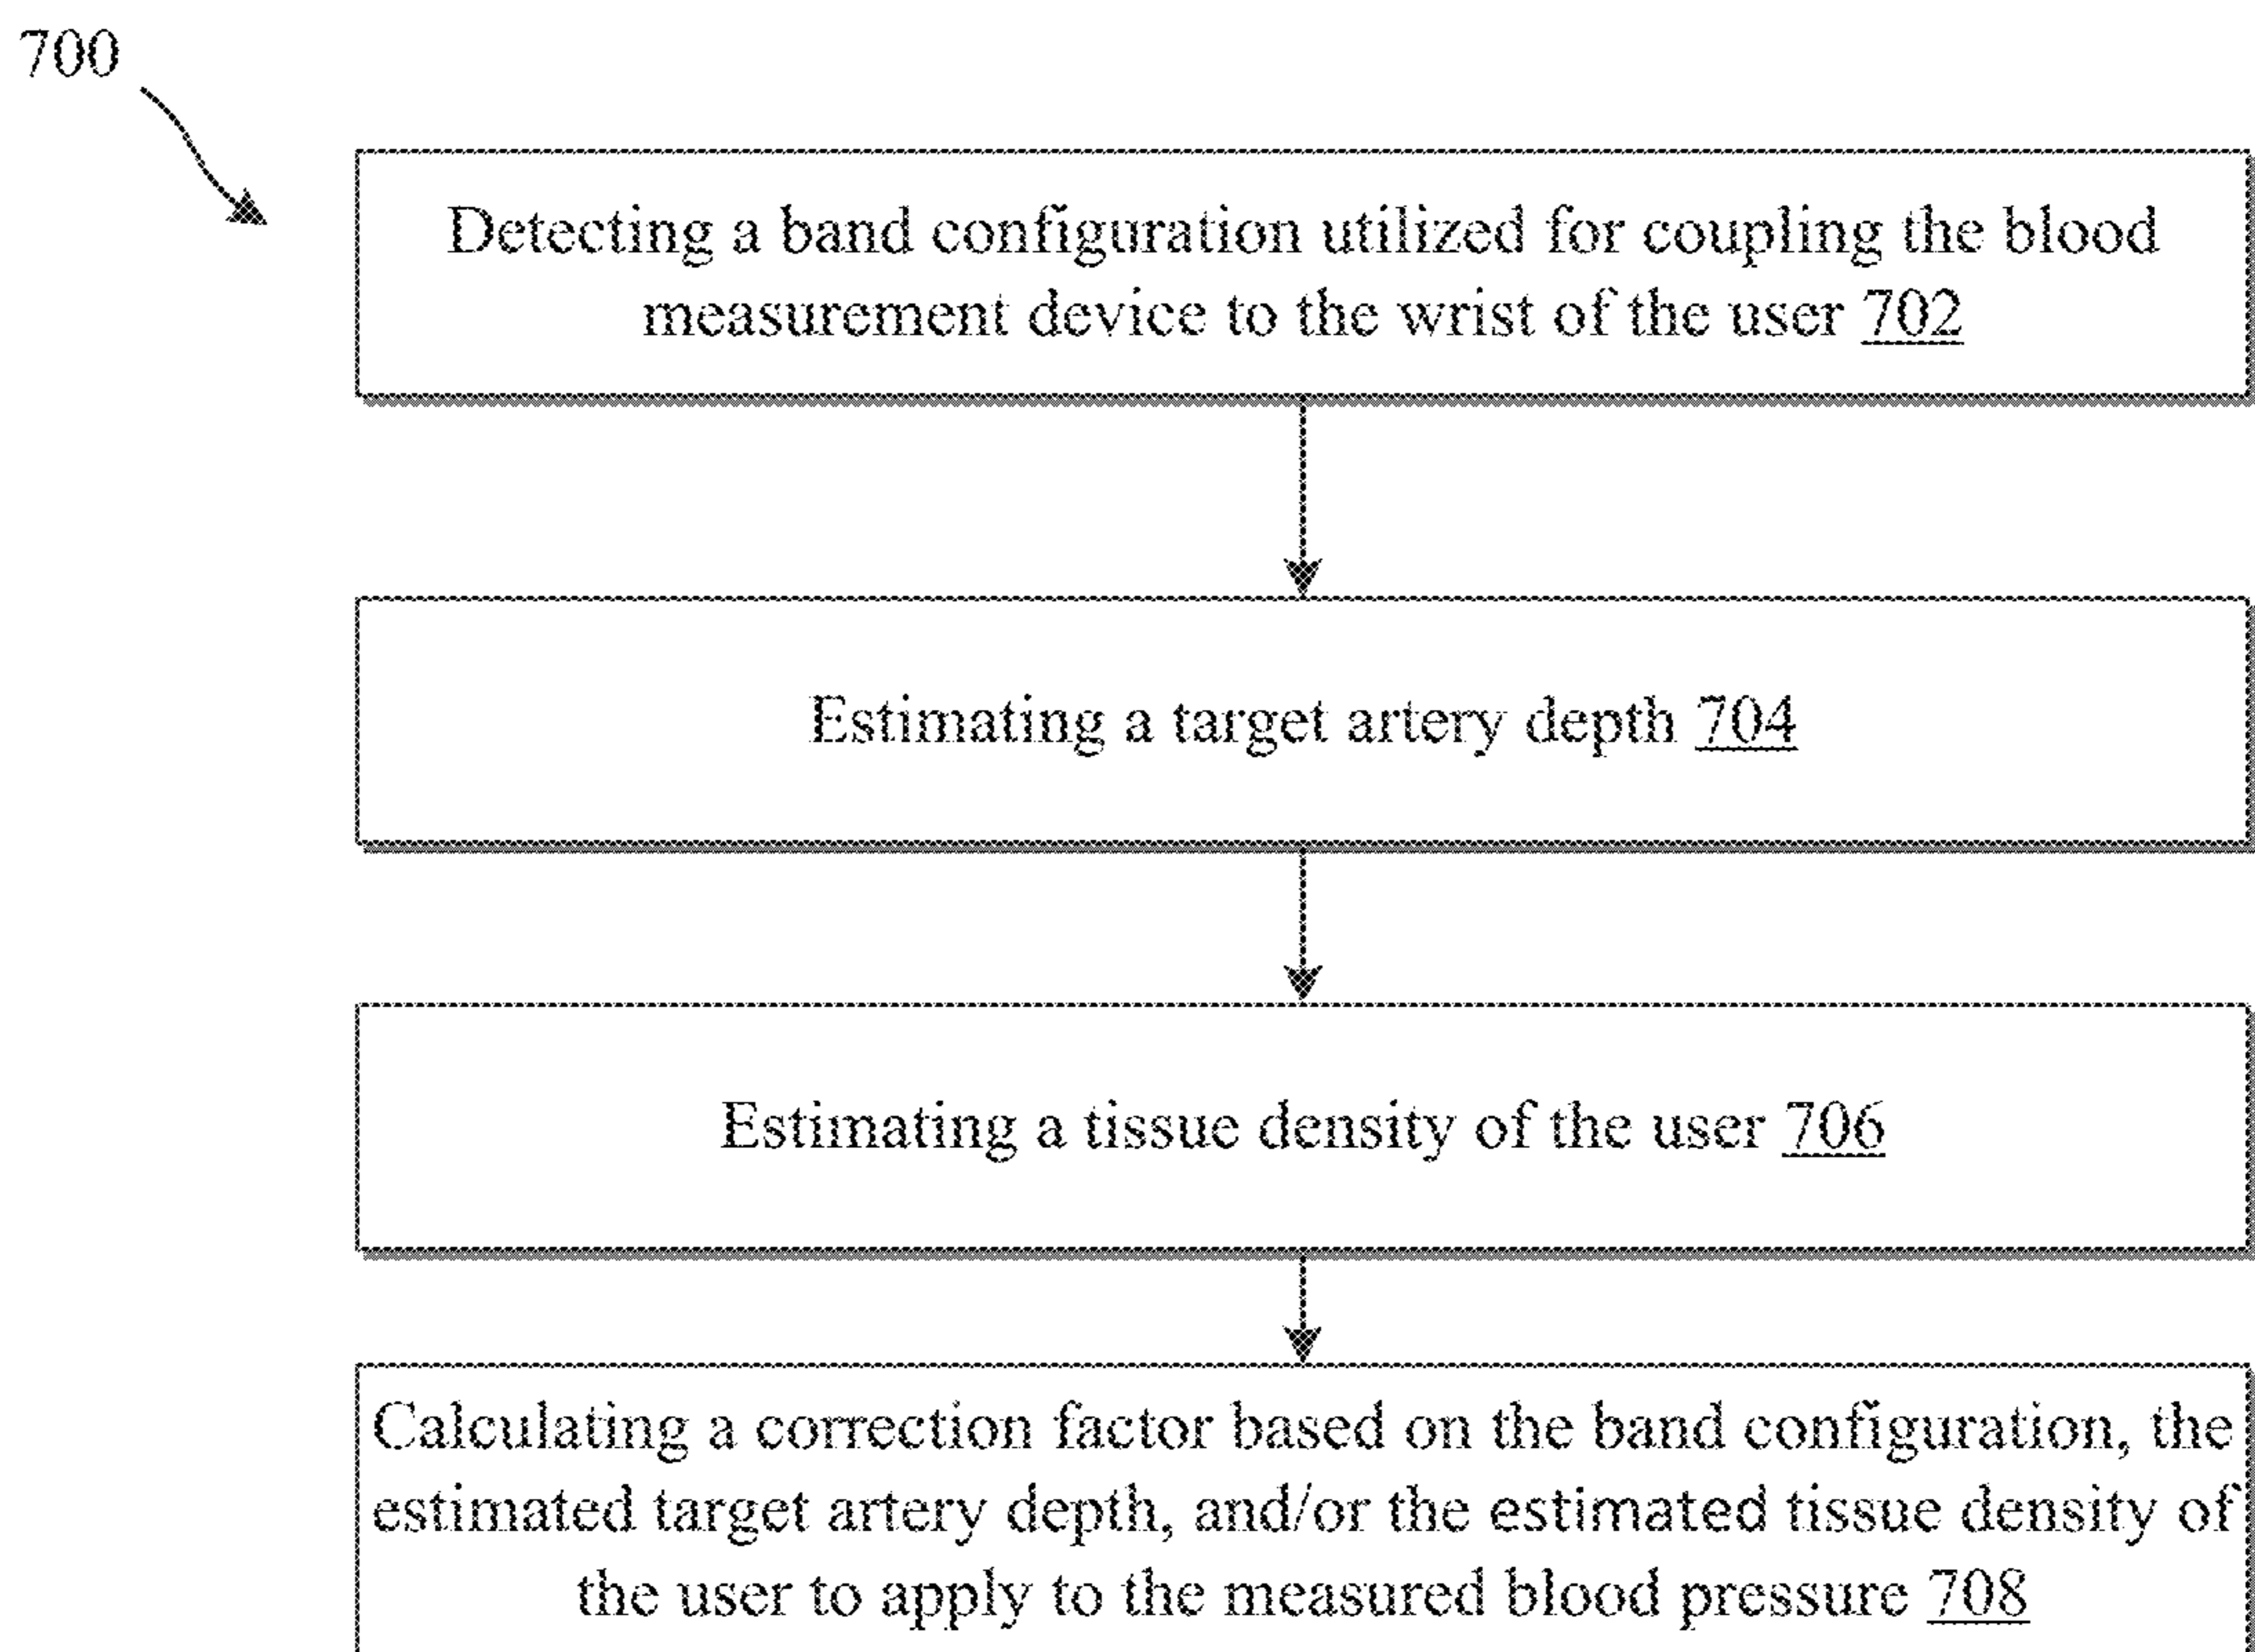 700
Detecting a band configuration utilized for coupling the blood
measurement device to the wrist of the user 702
Estimating a target artery depth 704
Estimating a tissue density of the user 706
Calculating a correction factor based on the band configuration, the
estimated target artery depth, and/or the estimated tissue density of
the user to apply to the measured blood pressure 708